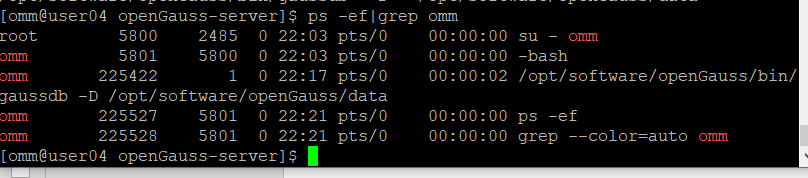 [omm@user04 openGauss-server]$ ps -ef|grep omm
root 5800 2485 0 22:03 pts/0 00:00:00 su - omm
omm 5801 5800 0 22:03 pts/0 00:00:00 -bash
omm 225422 1 0 22:17 pts/0 00:00:02 /opt/software/openGauss/bin/
gaussdb -D /opt/software/openGauss/data
omm 225527 5801 0 22:21 pts/0 00:00:00 ps -ef
omm 225528 5801 0 22:21 pts/0 00:00:00 grep --color=auto omm
[omm@user04 openGauss-server]$